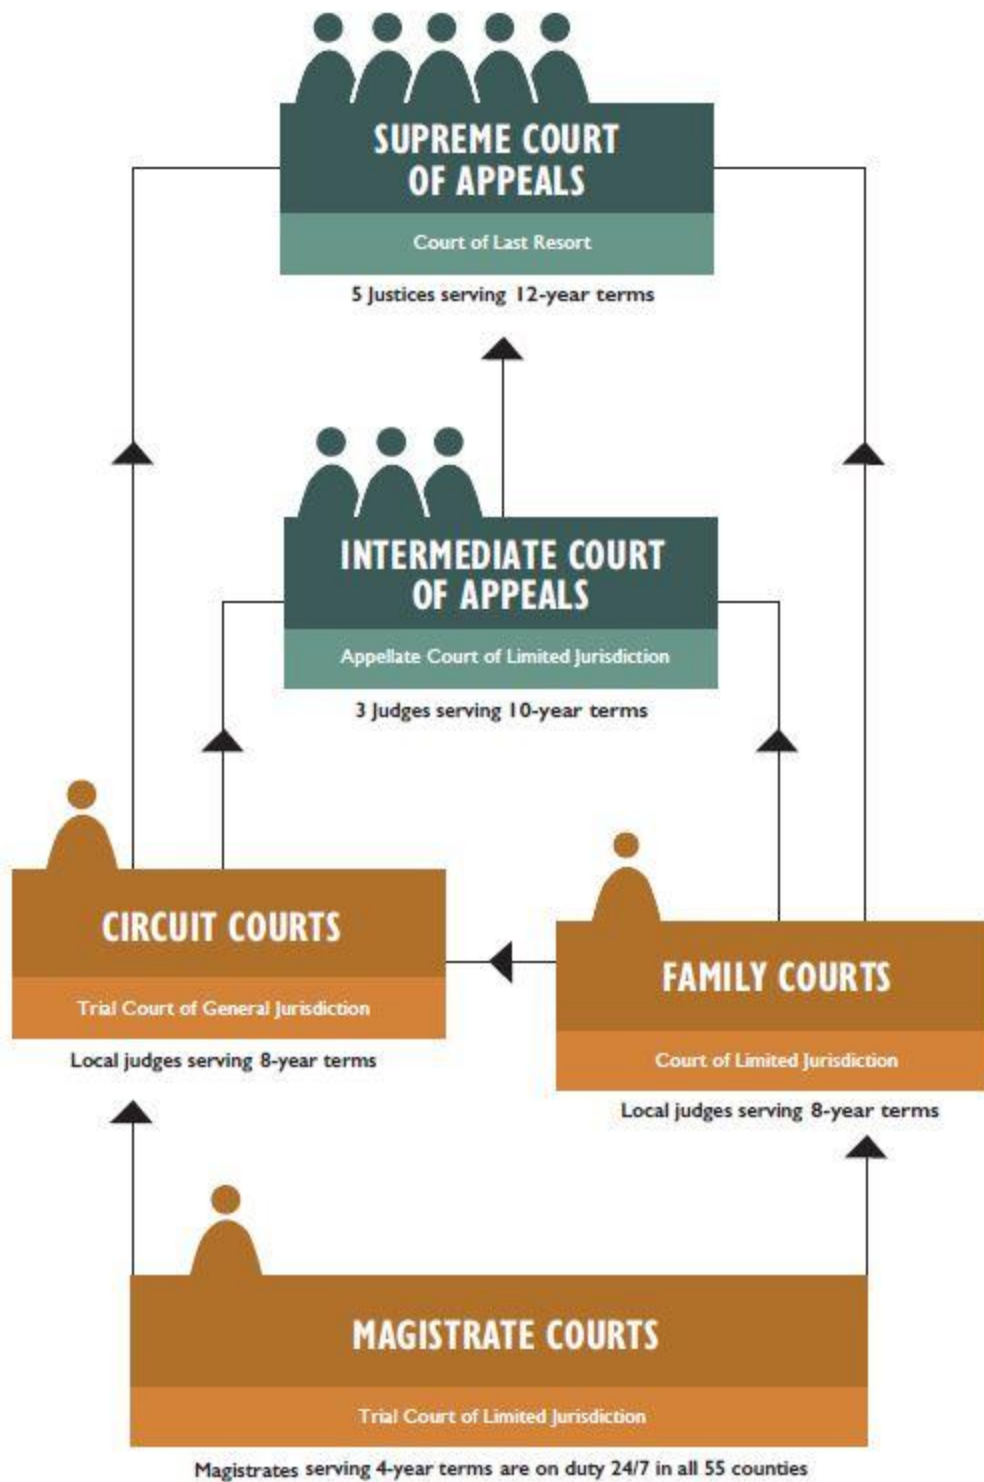 SUPREME COURT
OF APPEALS
Court of Last Resort
5 Justices serving 12-year terms
INTERMEDIATE COURT
OF APPEALS
Appellate Court of Limited Jurisdiction
3 Judges serving 10-year terms
CIRCUIT COURTS
Trial Court of General Jurisdiction
Local judges serving 8-year terms
FAMILY COURTS
Court of Limited Jurisdiction
Local judges serving 8-year terms
MAGISTRATE COURTS
Trial Court of Limited Jurisdiction
Magistrates serving 4-year terms are on duty 24/7 in all 55 counties